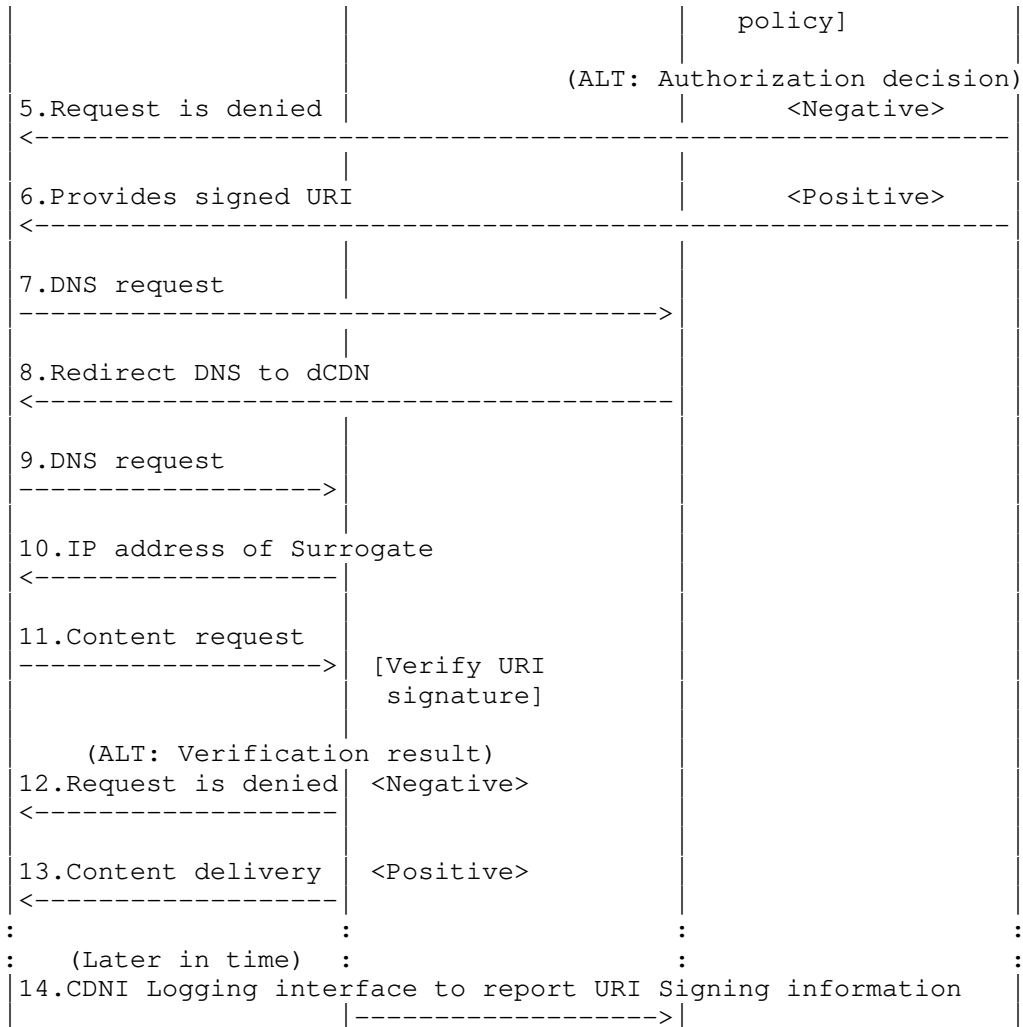 policy]
(ALT: Authorization decision)
5.Request is denied <Negative>
6.Provides signed URI <Positive>
7.DNS request
8.Redirect DNS to dCDN
9.DNS request
10.IP address of Surrogate
11.Content request
[Verify URI
signature]
(ALT: Verification result)
12.Request is denied <Negative>
13.Content delivery <Positive>
(Later in time)
14.CDNI Logging interface to report URI Signing information